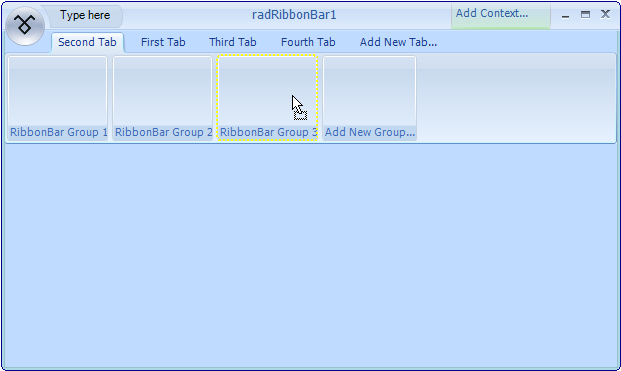 Type here
radRibbonBar1
Add Context...
Second Tab
First Tab
Third Tab
Fourth Tab
Add New Tab...
RibbonBar Group 1
RibbonBar Group 2
RibbonBar Group 3
Add New Group...